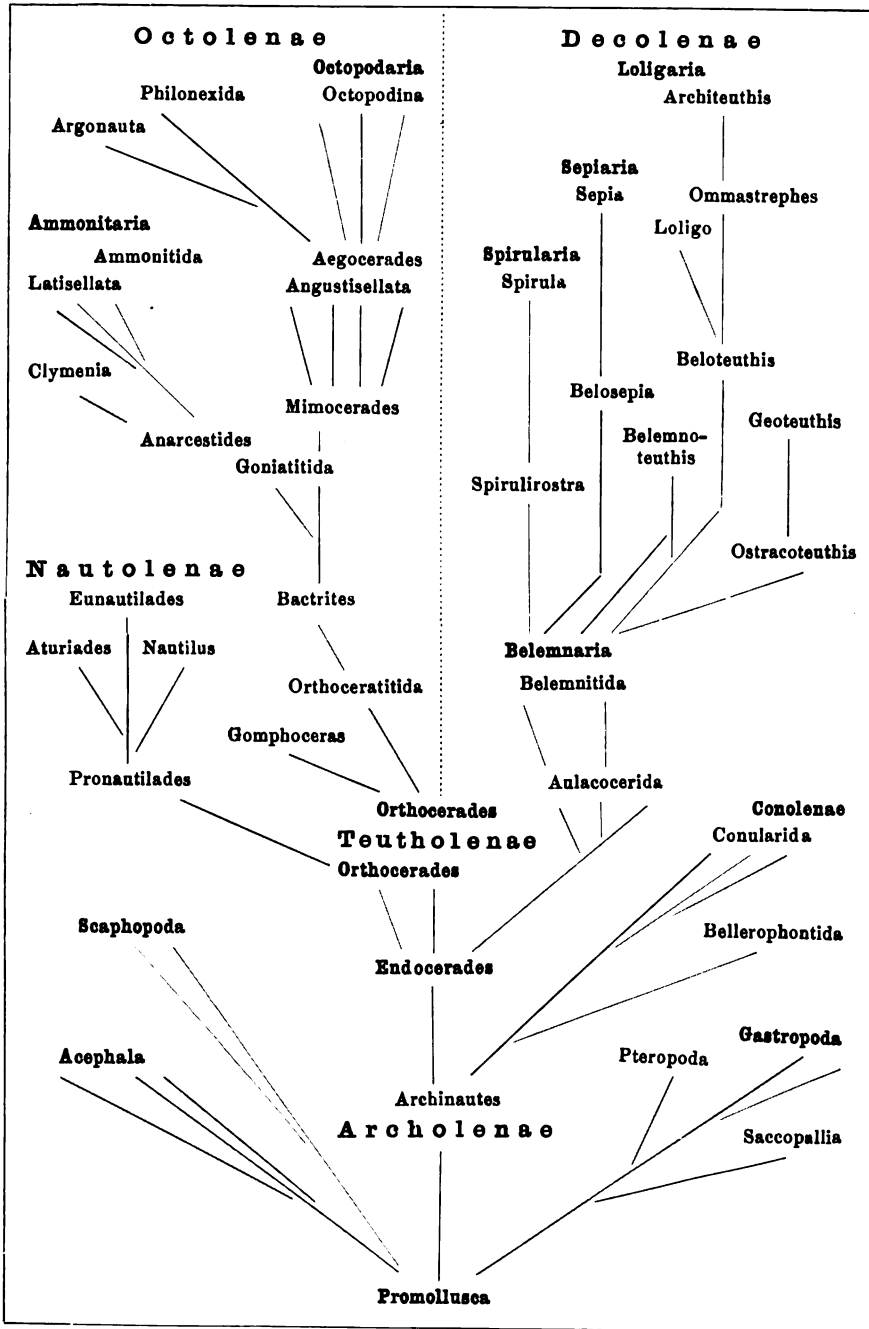 Octolenae
Decolenae
Octopodaria
Loligaria
Philonexida
Octopodina
Architeuthis
Argonauta
Sepiaria
Sepia
Ommastrephes
Ammonitaria
Loligo
Ammonitida
Aegocerades
Spirularia
Latisellata
Angustisellata
Spirula
Clymenia
Beloteuthis
Mimocerades
Belosepia
Anarcestides
Belemno-
teuthis
Geoteuthis
Goniatitida
Spirulirostra
Ostracoteuthis
Nautolenae
Eunautilades
Bactrites
Aturiades
Nautilus
Belemnaria
Orthoceratitida
Belemnitida
Gomphoceras
Pronautilades
Aulacocerida
Orthocerades
Conolenae
Teutholenae
Conularida
Orthocerades
Scaphopoda
Bellerophontida
Endocerades
Acephala
Pteropoda
Gastropoda
Archinautes
Archolenae
Saccopallia
Promollusca